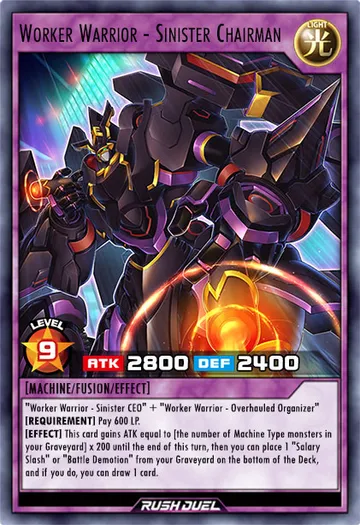 Worker Warrior - Sinister Chairman
LIGHT
光
LEVEL
9
ATK 2800 DEF 2400
[MACHINE/FUSION/EFFECT]
"Worker Warrior - Sinister CEO" + "Worker Warrior - Overhauled Organizer"
[REQUIREMENT] Pay 600 LP.
[EFFECT] This card gains ATK equal to [the number of Machine Type monsters in
your Graveyard] x 200 until the end of this turn, then you can place 1 "Salary
Slash" or "Battle Demotion" from your Graveyard on the bottom of the Deck,
and if you do, you can draw 1 card.
RUSH DUEL